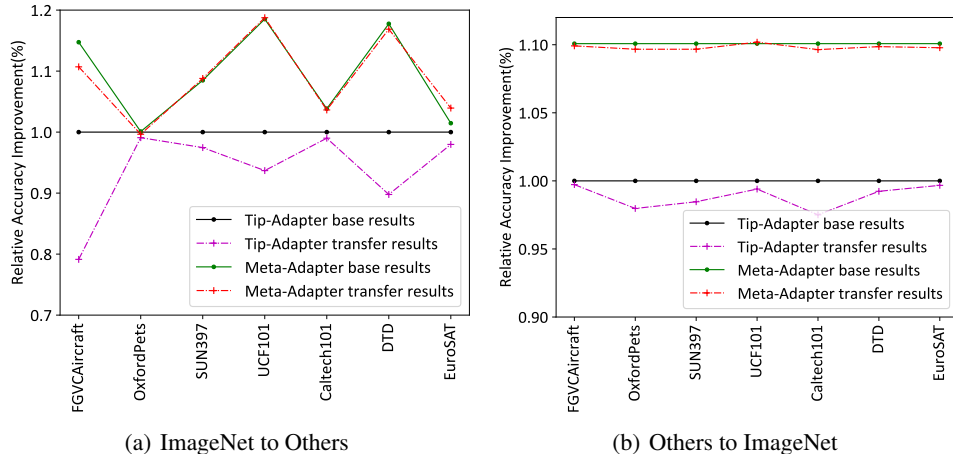 Relative Accuracy Improvement(%)
1.2
1.1
1.0
0.9
0.8
0.7
Tip-Adapter base results
Tip-Adapter transfer results
Meta-Adapter base results
Meta-Adapter transfer results
FGVCAircraft
OxfordPets
SUN397
UCF101
Caltech101
DTD
EuroSAT
(a) ImageNet to Others
Relative Accuracy Improvement(%)
1.10
1.05
1.00
0.95
0.90
Tip-Adapter base results
Tip-Adapter transfer results
Meta-Adapter base results
Meta-Adapter transfer results
FGVCAircraft
OxfordPets
SUN397
UCF101
Caltech101
DTD
EuroSAT
(b) Others to ImageNet